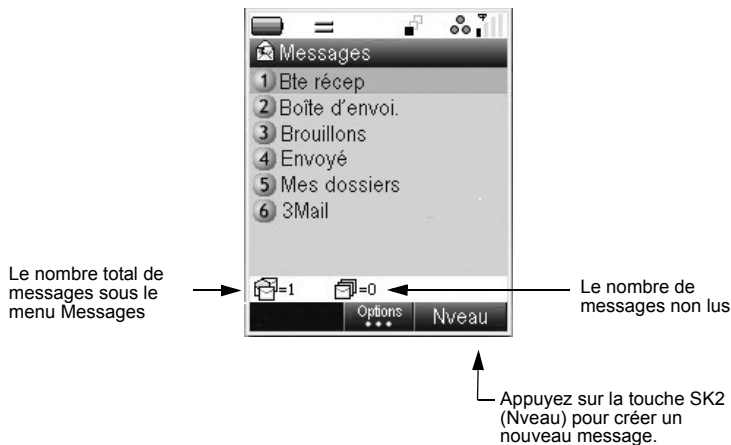 Messages
1 Bte récep
2 Boîte d'envoi.
3 Brouillons
4 Envoyé
5 Mes dossiers
6 3Mail
Le nombre total de
messages sous le
menu Messages
=1
=0
Le nombre de
messages non lus
Options
Nveau
Appuyez sur la touche SK2
(Nveau) pour créer un
nouveau message.